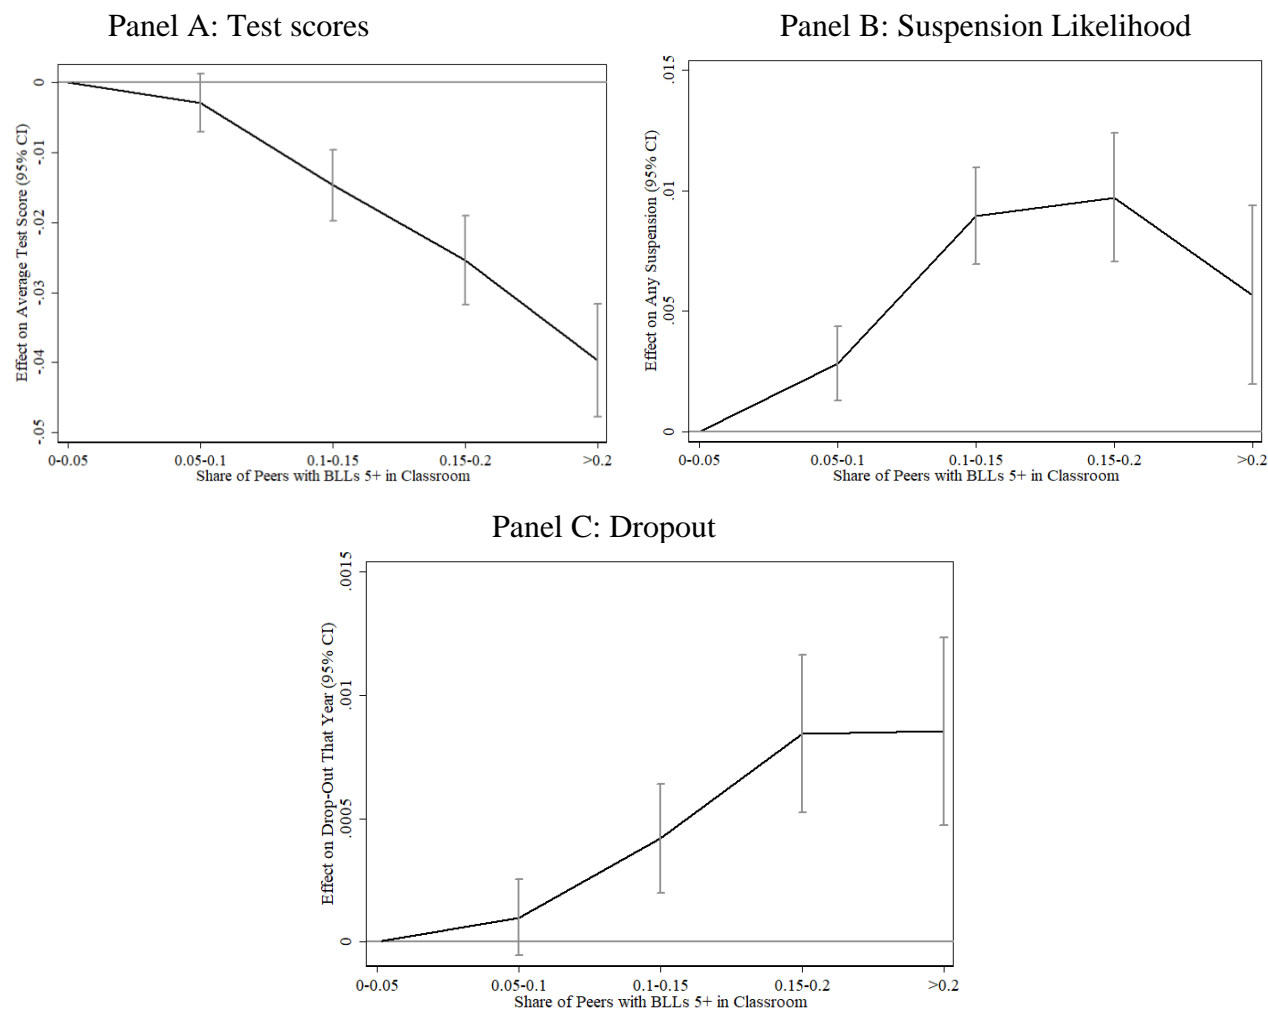 Panel A: Test scores
Effect on Average Test Score (95% CI)
0
-.01
-.02
-.03
-.04
-.05
0-0.05 0.05-0.1 0.1-0.15 0.15-0.2 >0.2
Share of Peers with BLLs 5+ in Classroom
Panel B: Suspension Likelihood
Effect on Any Suspension (95% CI)
.015
.01
.005
0
0-0.05 0.05-0.1 0.1-0.15 0.15-0.2 >0.2
Share of Peers with BLLs 5+ in Classroom
Panel C: Dropout
Effect on Drop-Out That Year (95% CI)
.0015
.001
.0005
0
0-0.05 0.05-0.1 0.1-0.15 0.15-0.2 >0.2
Share of Peers with BLLs 5+ in Classroom